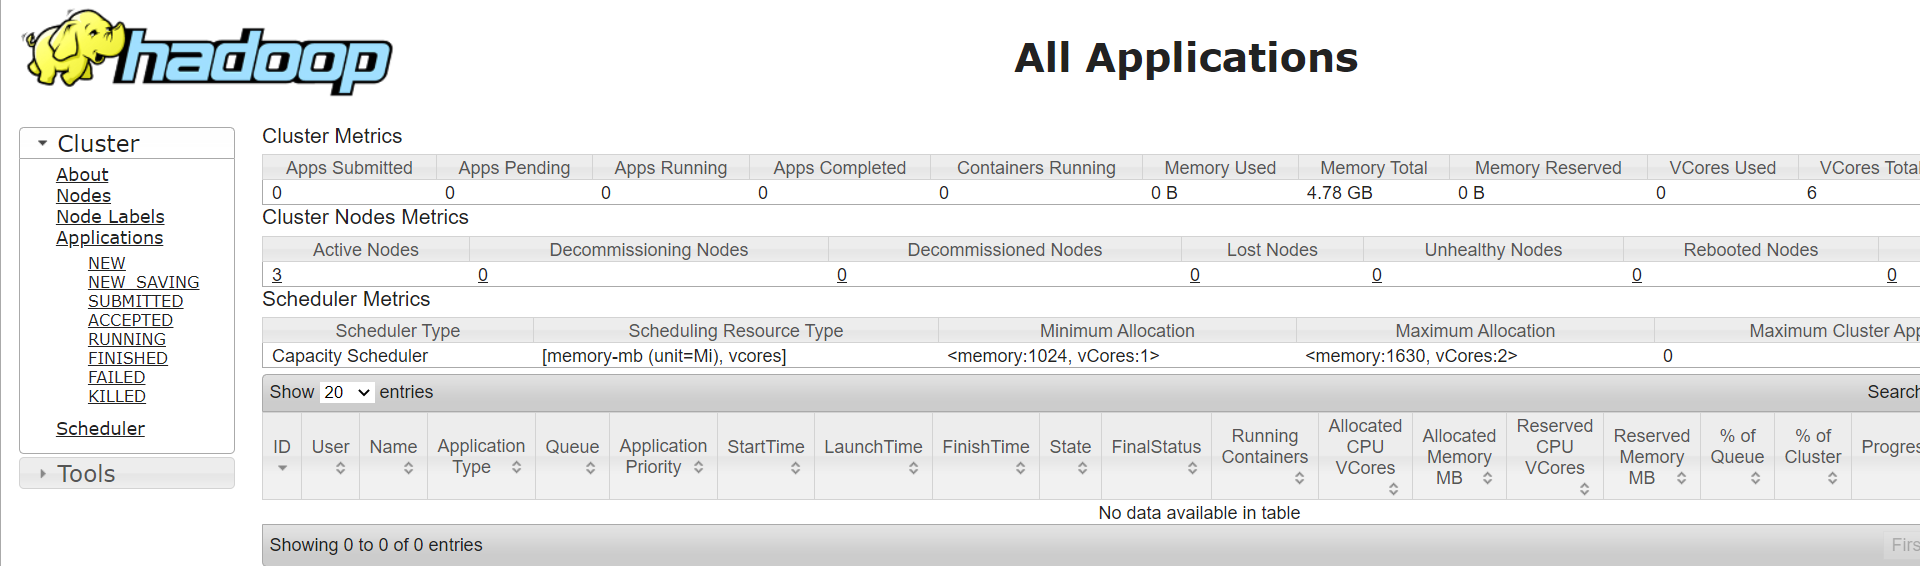 hadoop
All Applications
Cluster
About
Nodes
Node Labels
Applications
NEW
NEW_SAVING
SUBMITTED
ACCEPTED
RUNNING
FINISHED
FAILED
KILLED
Scheduler
Tools
Cluster Metrics
Apps Submitted Apps Pending Apps Running Apps Completed Containers Running Memory Used Memory Total Memory Reserved VCores Used VCores Total
0 0 0 0 0 0 B 4.78 GB 0 B 0 6
Cluster Nodes Metrics
Active Nodes Decommissioning Nodes Decommissioned Nodes Lost Nodes Unhealthy Nodes Rebooted Nodes
3 0 0 0 0 0 0
Scheduler Metrics
Scheduler Type Scheduling Resource Type Minimum Allocation Maximum Allocation Maximum Cluster App
Capacity Scheduler [memory-mb (unit=Mi), vcores] <memory:1024, vCores:1> <memory:1630, vCores:2> 0
Show 20 entries Search
ID User Name Application Type Queue Application Priority StartTime LaunchTime FinishTime State FinalStatus Running Containers Allocated CPU VCores Allocated Memory MB Reserved CPU VCores Reserved Memory MB % of Queue % of Cluster Progres
No data available in table
Showing 0 to 0 of 0 entries Firs